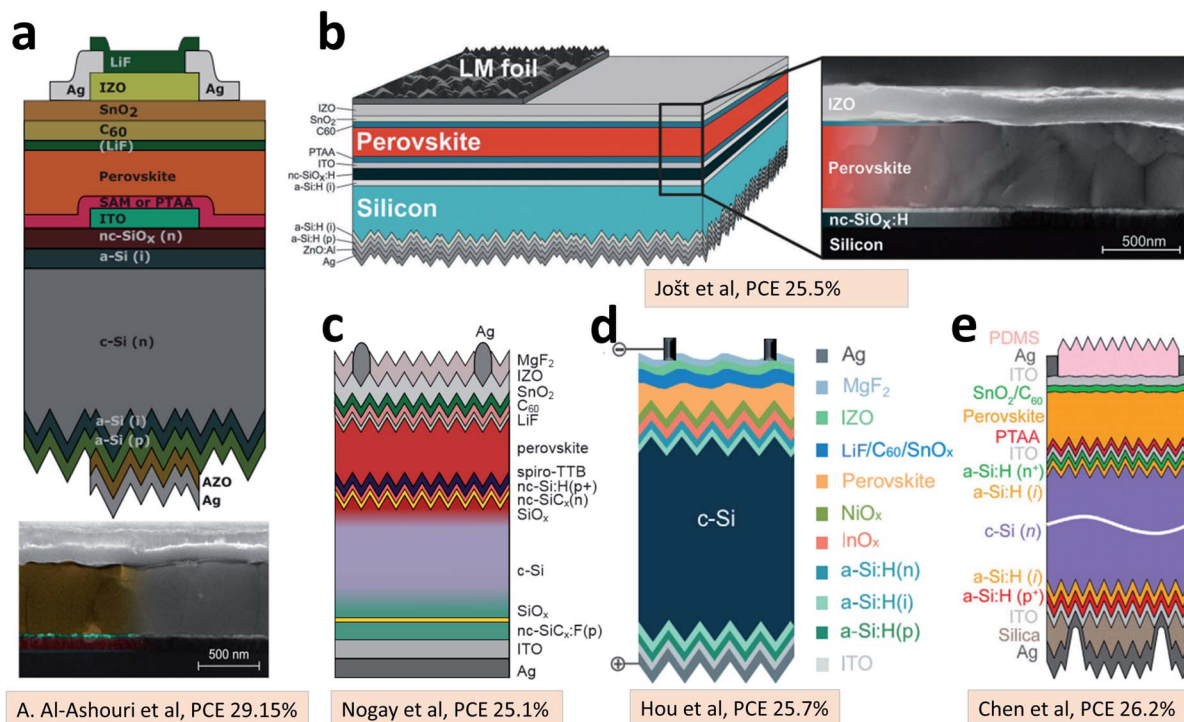 a
LiF
IZO
Ag
Ag
SnO₂
C₆₀
(LiF)
Perovskite
SAM or PTAA
ITO
nc-SiOₓ (n)
a-Si (i)
c-Si (n)
a-Si (i)
a-Si (p)
AZO
Ag
500 nm
A. Al-Ashouri et al, PCE 29.15%
b
LM foil
IZO
SnO₂
C60
Perovskite
PTAA
ITO
nc-SiOₓ:H
a-Si:H (i)
Silicon
a-Si:H (i)
a-Si:H (p)
ZnO:Al
Ag
IZO
Perovskite
nc-SiOₓ:H
Silicon
500nm
Jošt et al, PCE 25.5%
c
Ag
MgF₂
IZO
SnO₂
C₆₀
LiF
perovskite
spiro-TTB
nc-Si:H(p+)
nc-SiCₓ(n)
SiOₓ
c-Si
SiOₓ
nc-SiCₓ:F(p)
ITO
Ag
Nogay et al, PCE 25.1%
d
c-Si
Ag
MgF₂
IZO
LiF/C₆₀/SnOₓ
Perovskite
NiOₓ
InOₓ
a-Si:H(n)
a-Si:H(i)
a-Si:H(p)
ITO
Hou et al, PCE 25.7%
e
PDMS
Ag
ITO
SnO₂/C₆₀
Perovskite
PTAA
ITO
a-Si:H (n⁺)
a-Si:H (i)
c-Si (n)
a-Si:H (i)
a-Si:H (p⁺)
ITO
Silica
Ag
Chen et al, PCE 26.2%